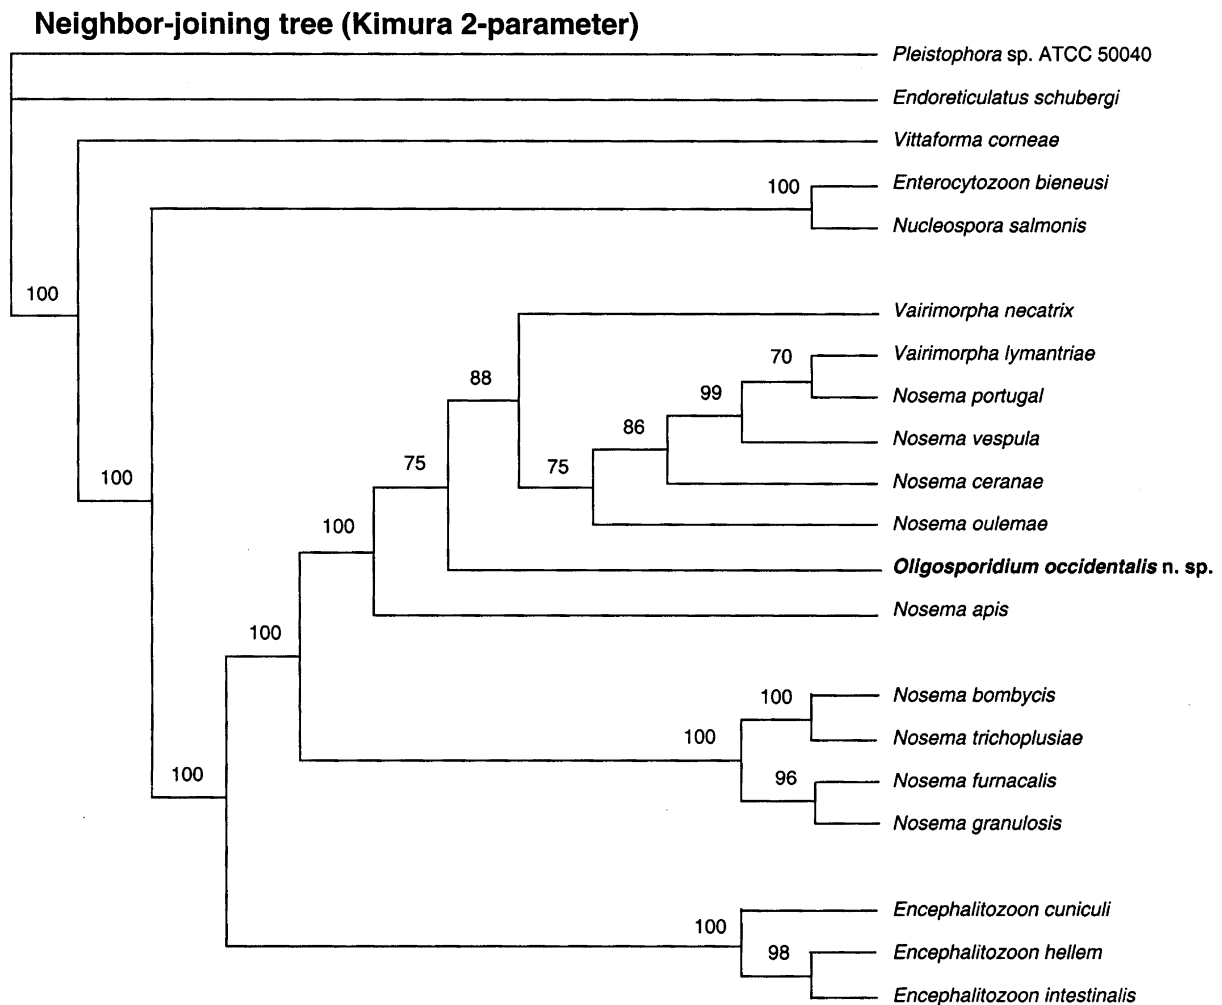 Neighbor-joining tree (Kimura 2-parameter)
Pleistophora sp. ATCC 50040
Endoreticulatus schubergi
Vittaforma corneae
100 Enterocytozoon bieneusi
Nucleospora salmonis
100
Vairimorpha necatrix
70 Vairimorpha lymantriae
88
99 Nosema portugal
86 Nosema vespula
75 75 Nosema ceranae
100
Nosema oulemae
100
Oligosporidium occidentalis n. sp.
Nosema apis
100
100 Nosema bombycis
100 Nosema trichoplusiae
100 96 Nosema furnacalis
Nosema granulosis
Encephalitozoon cuniculi
100
98 Encephalitozoon hellem
Encephalitozoon intestinalis